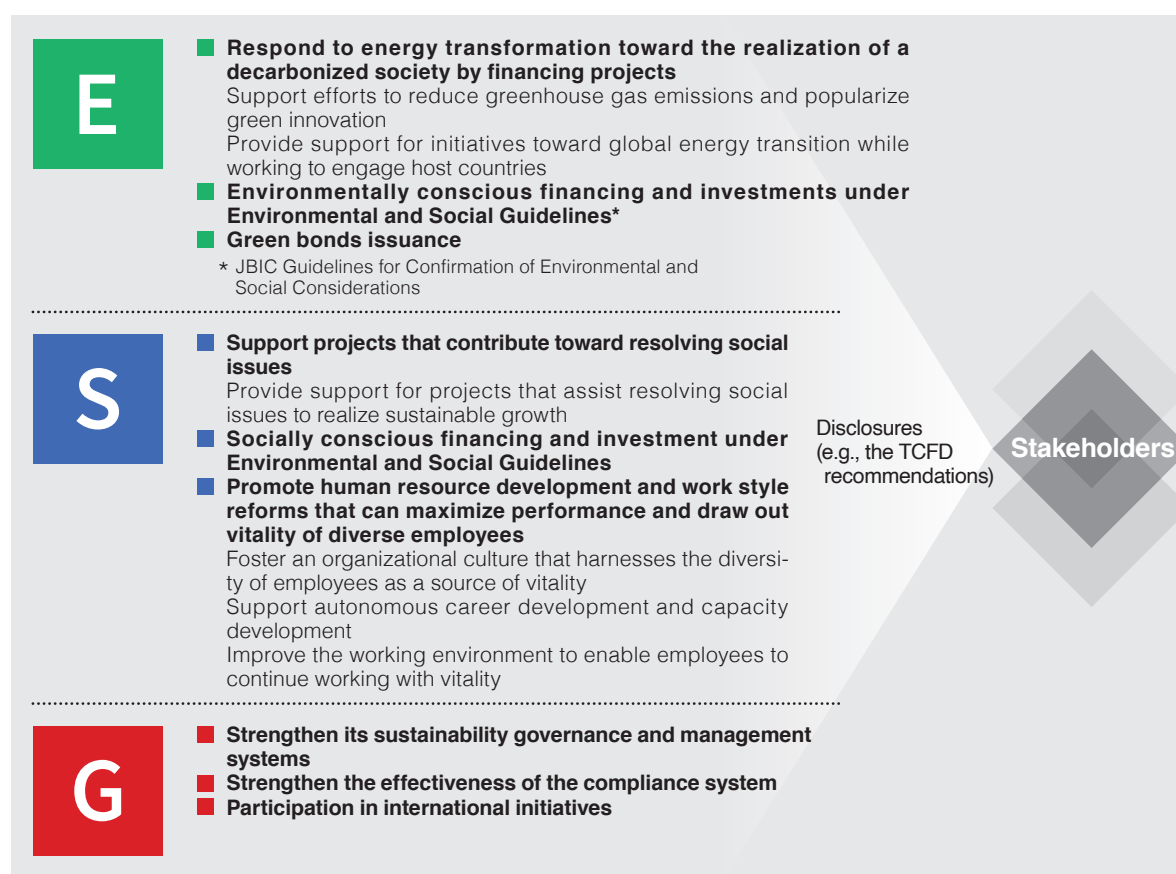 E
Respond to energy transformation toward the realization of a
decarbonized society by financing projects
Support efforts to reduce greenhouse gas emissions and popularize
green innovation
Provide support for initiatives toward global energy transition while
working to engage host countries
Environmentally conscious financing and investments under
Environmental and Social Guidelines*
Green bonds issuance
* JBIC Guidelines for Confirmation of Environmental and
Social Considerations
S
Support projects that contribute toward resolving social
issues
Provide support for projects that assist resolving social
issues to realize sustainable growth
Socially conscious financing and investment under
Environmental and Social Guidelines
Promote human resource development and work style
reforms that can maximize performance and draw out
vitality of diverse employees
Foster an organizational culture that harnesses the diversi-
ty of employees as a source of vitality
Support autonomous career development and capacity
development
Improve the working environment to enable employees to
continue working with vitality
G
Strengthen its sustainability governance and management
systems
Strengthen the effectiveness of the compliance system
Participation in international initiatives
Disclosures
(e.g., the TCFD
recommendations)
Stakeholders